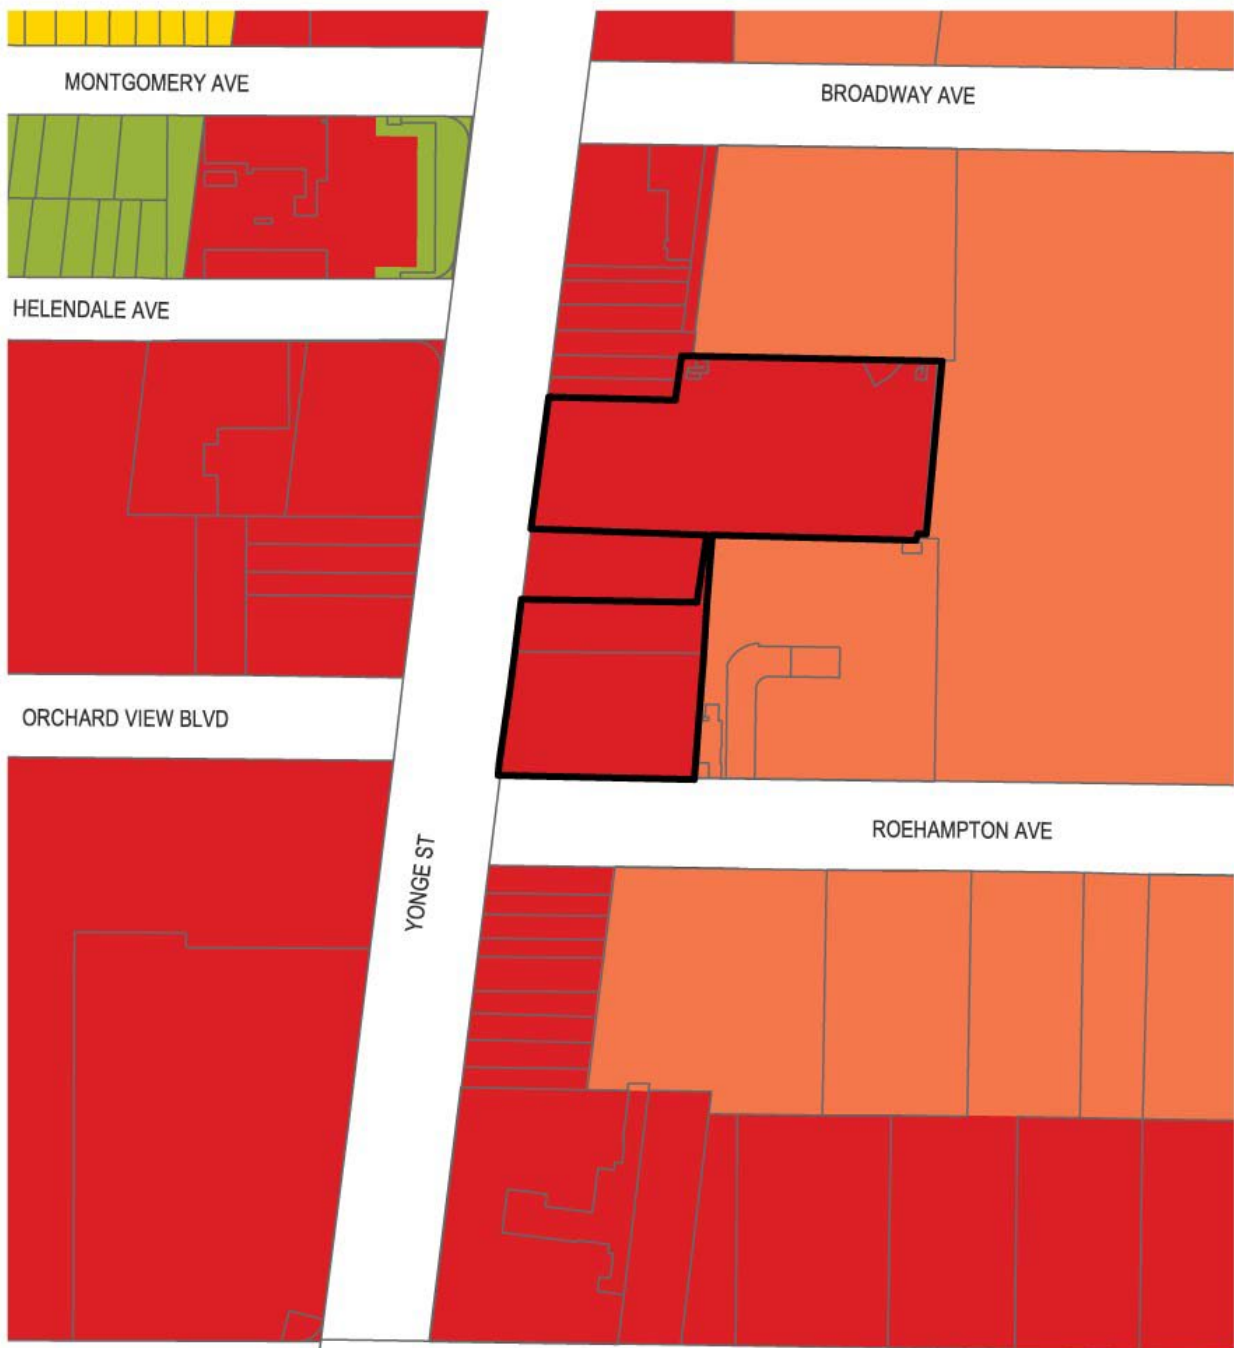 MONTGOMERY AVE
BROADWAY AVE
HELENDALE AVE
ORCHARD VIEW BLVD
ROEHAMPTON AVE
YONGE ST